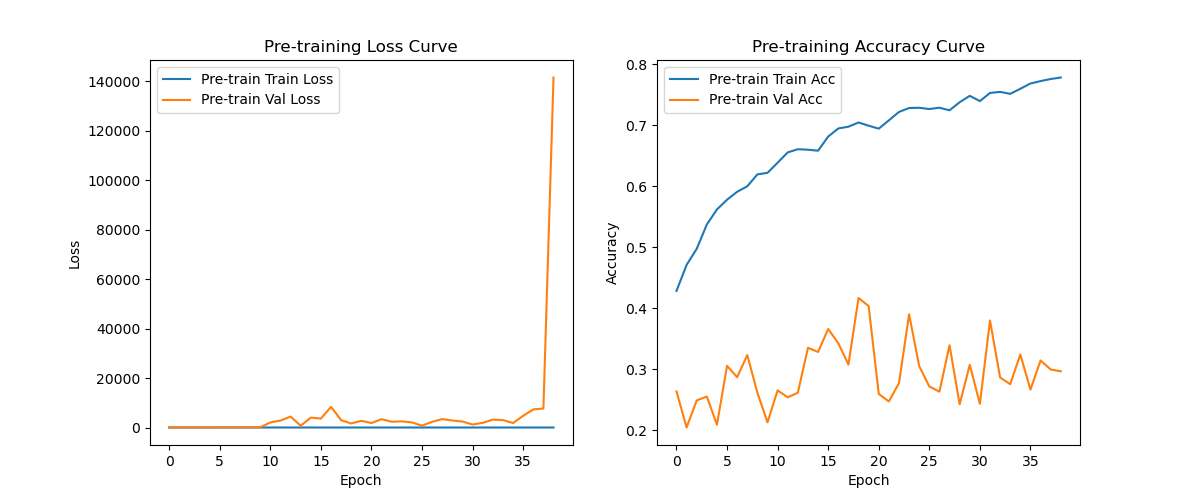 Pre-training Loss Curve
Pre-train Train Loss
Pre-train Val Loss
Loss
140000
120000
100000
80000
60000
40000
20000
0
0 5 10 15 20 25 30 35
Epoch
Pre-training Accuracy Curve
Pre-train Train Acc
Pre-train Val Acc
Accuracy
0.8
0.7
0.6
0.5
0.4
0.3
0.2
0 5 10 15 20 25 30 35
Epoch